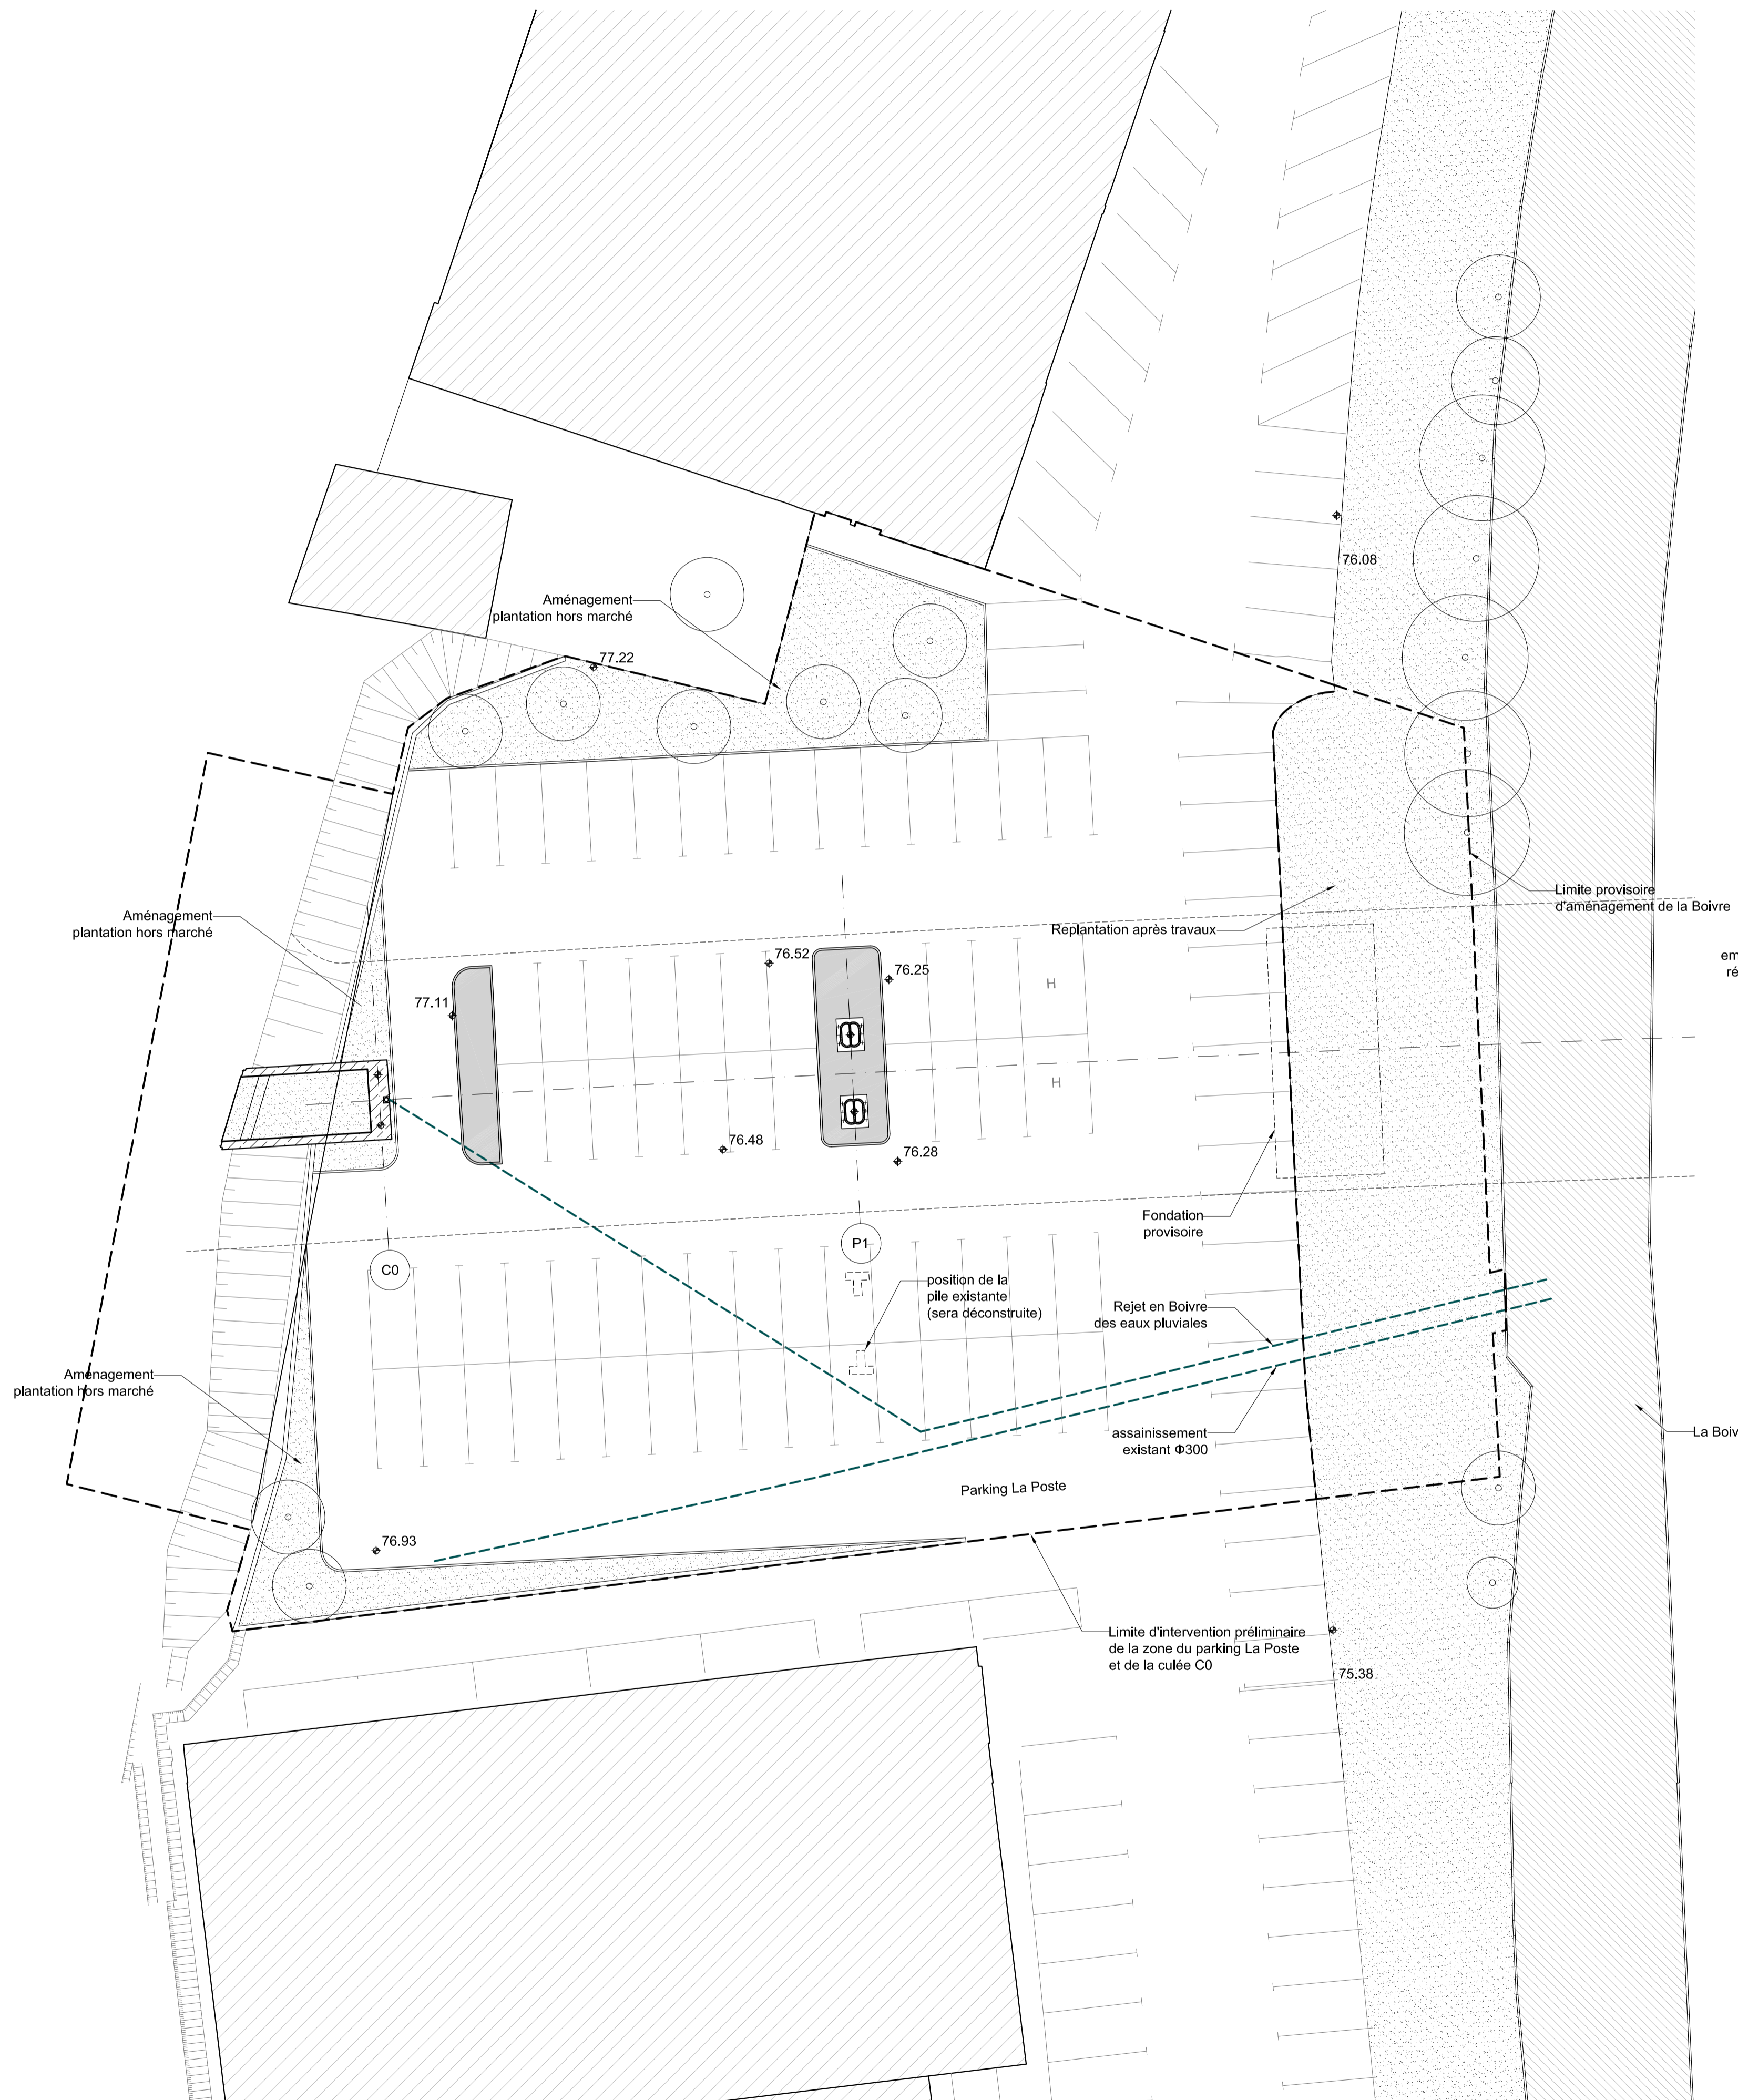 76.08
Aménagement
plantation hors marché
77.22
Limite provisoire
d'aménagement de la Boivre
Aménagement
plantation hors marché
Replantation après travaux
76.52
76.25
H
77.11
H
76.48
76.28
Fondation
provisoire
P1
C0
position de la
pile existante
(sera déconstruite)
Rejet en Boivre
des eaux pluviales
Aménagement
plantation hors marché
assainissement
existant Φ300
La Boiv
Parking La Poste
76.93
Limite d'intervention préliminaire
de la zone du parking La Poste
et de la culée C0
75.38
em
ré